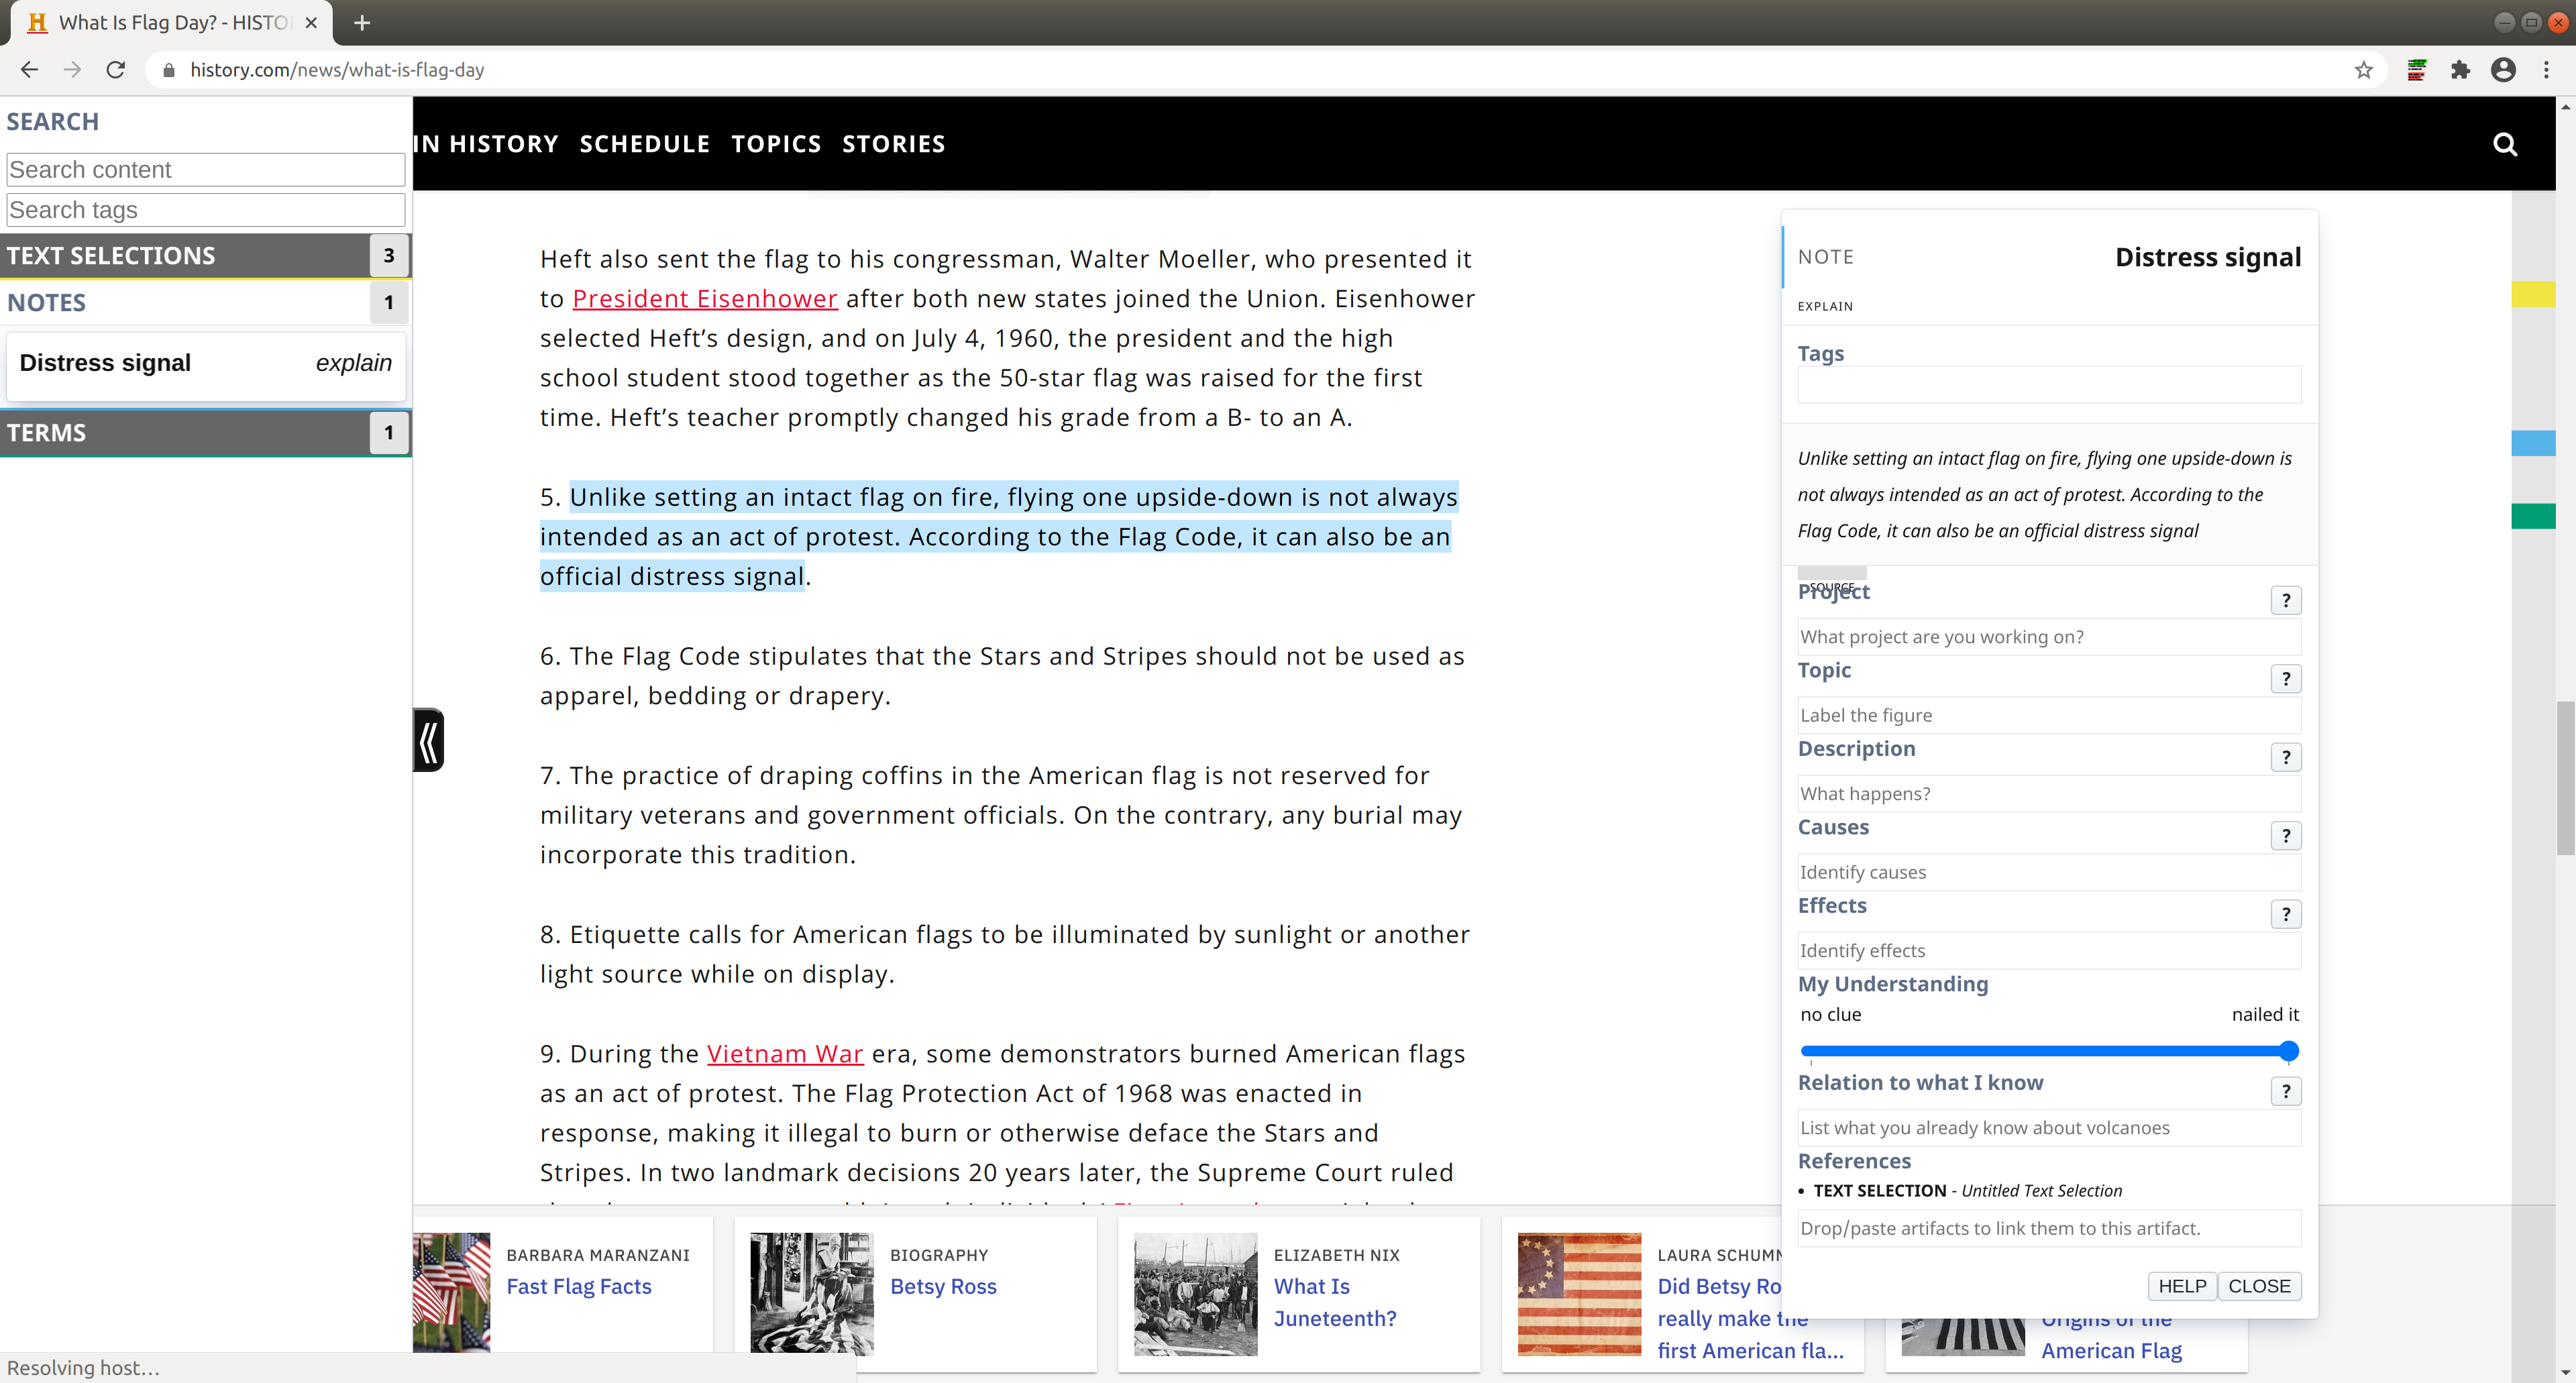 What Is Flag Day? - HISTO
history.com/news/what-is-flag-day
SEARCH
Search content
Search tags
TEXT SELECTIONS 3
NOTES 1
Distress signal explain
TERMS 1
IN HISTORY SCHEDULE TOPICS STORIES
Heft also sent the flag to his congressman, Walter Moeller, who presented it
to President Eisenhower after both new states joined the Union. Eisenhower
selected Heft’s design, and on July 4, 1960, the president and the high
school student stood together as the 50-star flag was raised for the first
time. Heft’s teacher promptly changed his grade from a B- to an A.
5. Unlike setting an intact flag on fire, flying one upside-down is not always
intended as an act of protest. According to the Flag Code, it can also be an
official distress signal.
6. The Flag Code stipulates that the Stars and Stripes should not be used as
apparel, bedding or drapery.
7. The practice of draping coffins in the American flag is not reserved for
military veterans and government officials. On the contrary, any burial may
incorporate this tradition.
8. Etiquette calls for American flags to be illuminated by sunlight or another
light source while on display.
9. During the Vietnam War era, some demonstrators burned American flags
as an act of protest. The Flag Protection Act of 1968 was enacted in
response, making it illegal to burn or otherwise deface the Stars and
Stripes. In two landmark decisions 20 years later, the Supreme Court ruled
NOTE Distress signal
EXPLAIN
Tags
Unlike setting an intact flag on fire, flying one upside-down is
not always intended as an act of protest. According to the
Flag Code, it can also be an official distress signal
SOURCE
Project ?
What project are you working on?
Topic ?
Label the figure
Description ?
What happens?
Causes ?
Identify causes
Effects ?
Identify effects
My Understanding
no clue nailed it
Relation to what I know ?
List what you already know about volcanoes
References
• TEXT SELECTION - Untitled Text Selection
Drop/paste artifacts to link them to this artifact.
HELP CLOSE
BARBARA MARANZANI
Fast Flag Facts
BIOGRAPHY
Betsy Ross
ELIZABETH NIX
What Is
Juneteenth?
LAURA SCHUM
Did Betsy Ro
really make the
first American fla...
Origins of the
American Flag
Resolving host…